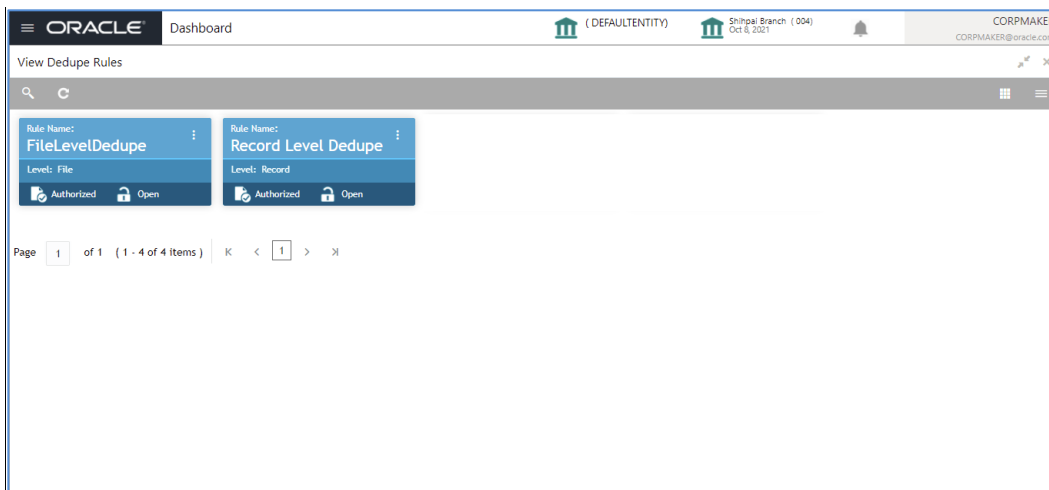 ORACLE Dashboard ( DEFAULTENTITY) Shihpai Branch ( 004) CORPMAKE
Oct 8, 2021 CORPMAKER@oracle.co
View Dedupe Rules
Rule Name: Rule Name:
FileLevelDedupe Record Level Dedupe
Level: File Level: Record
Authorized Open Authorized Open
Page 1 of 1 ( 1 - 4 of 4 items ) K < 1 > >|